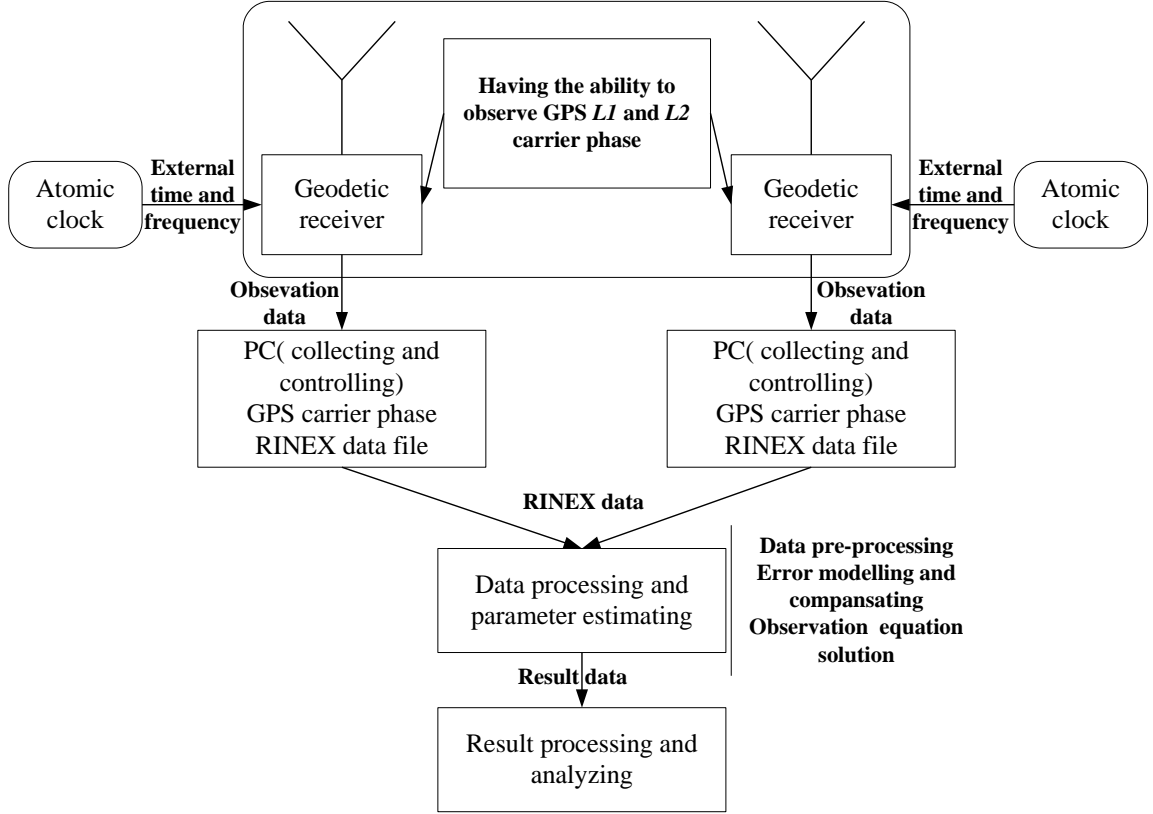 Having the ability to
observe GPS L1 and L2
carrier phase
Atomic
clock
External
time and
frequency
Geodetic
receiver
Geodetic
receiver
External
time and
frequency
Atomic
clock
Obsevation
data
Obsevation
data
PC( collecting and
controlling)
GPS carrier phase
RINEX data file
PC( collecting and
controlling)
GPS carrier phase
RINEX data file
RINEX data
Data processing and
parameter estimating
Data pre-processing
Error modelling and
compansating
Observation equation
solution
Result data
Result processing and
analyzing